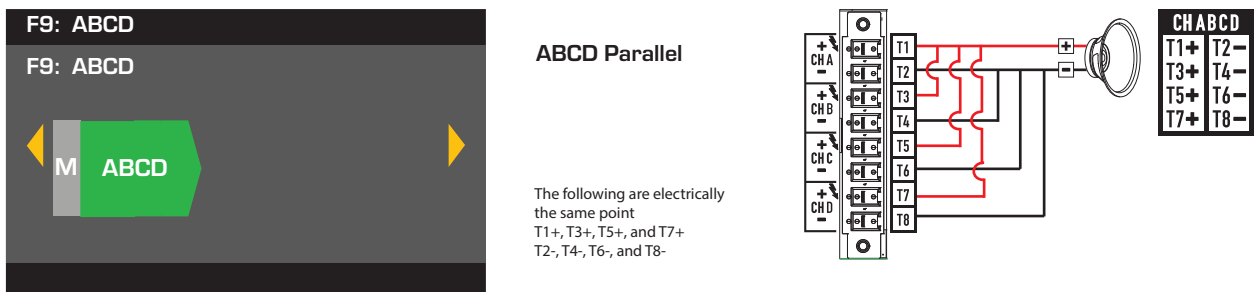 F9: ABCD
F9: ABCD
M ABCD
ABCD Parallel
The following are electrically
the same point
T1+, T3+, T5+, and T7+
T2-, T4-, T6-, and T8-
+
CH A
-
+
CH B
-
+
CH C
-
+
CH D
-
T1
T2
T3
T4
T5
T6
T7
T8
+
-
CHABCD
T1+ T2-
T3+ T4-
T5+ T6-
T7+ T8-